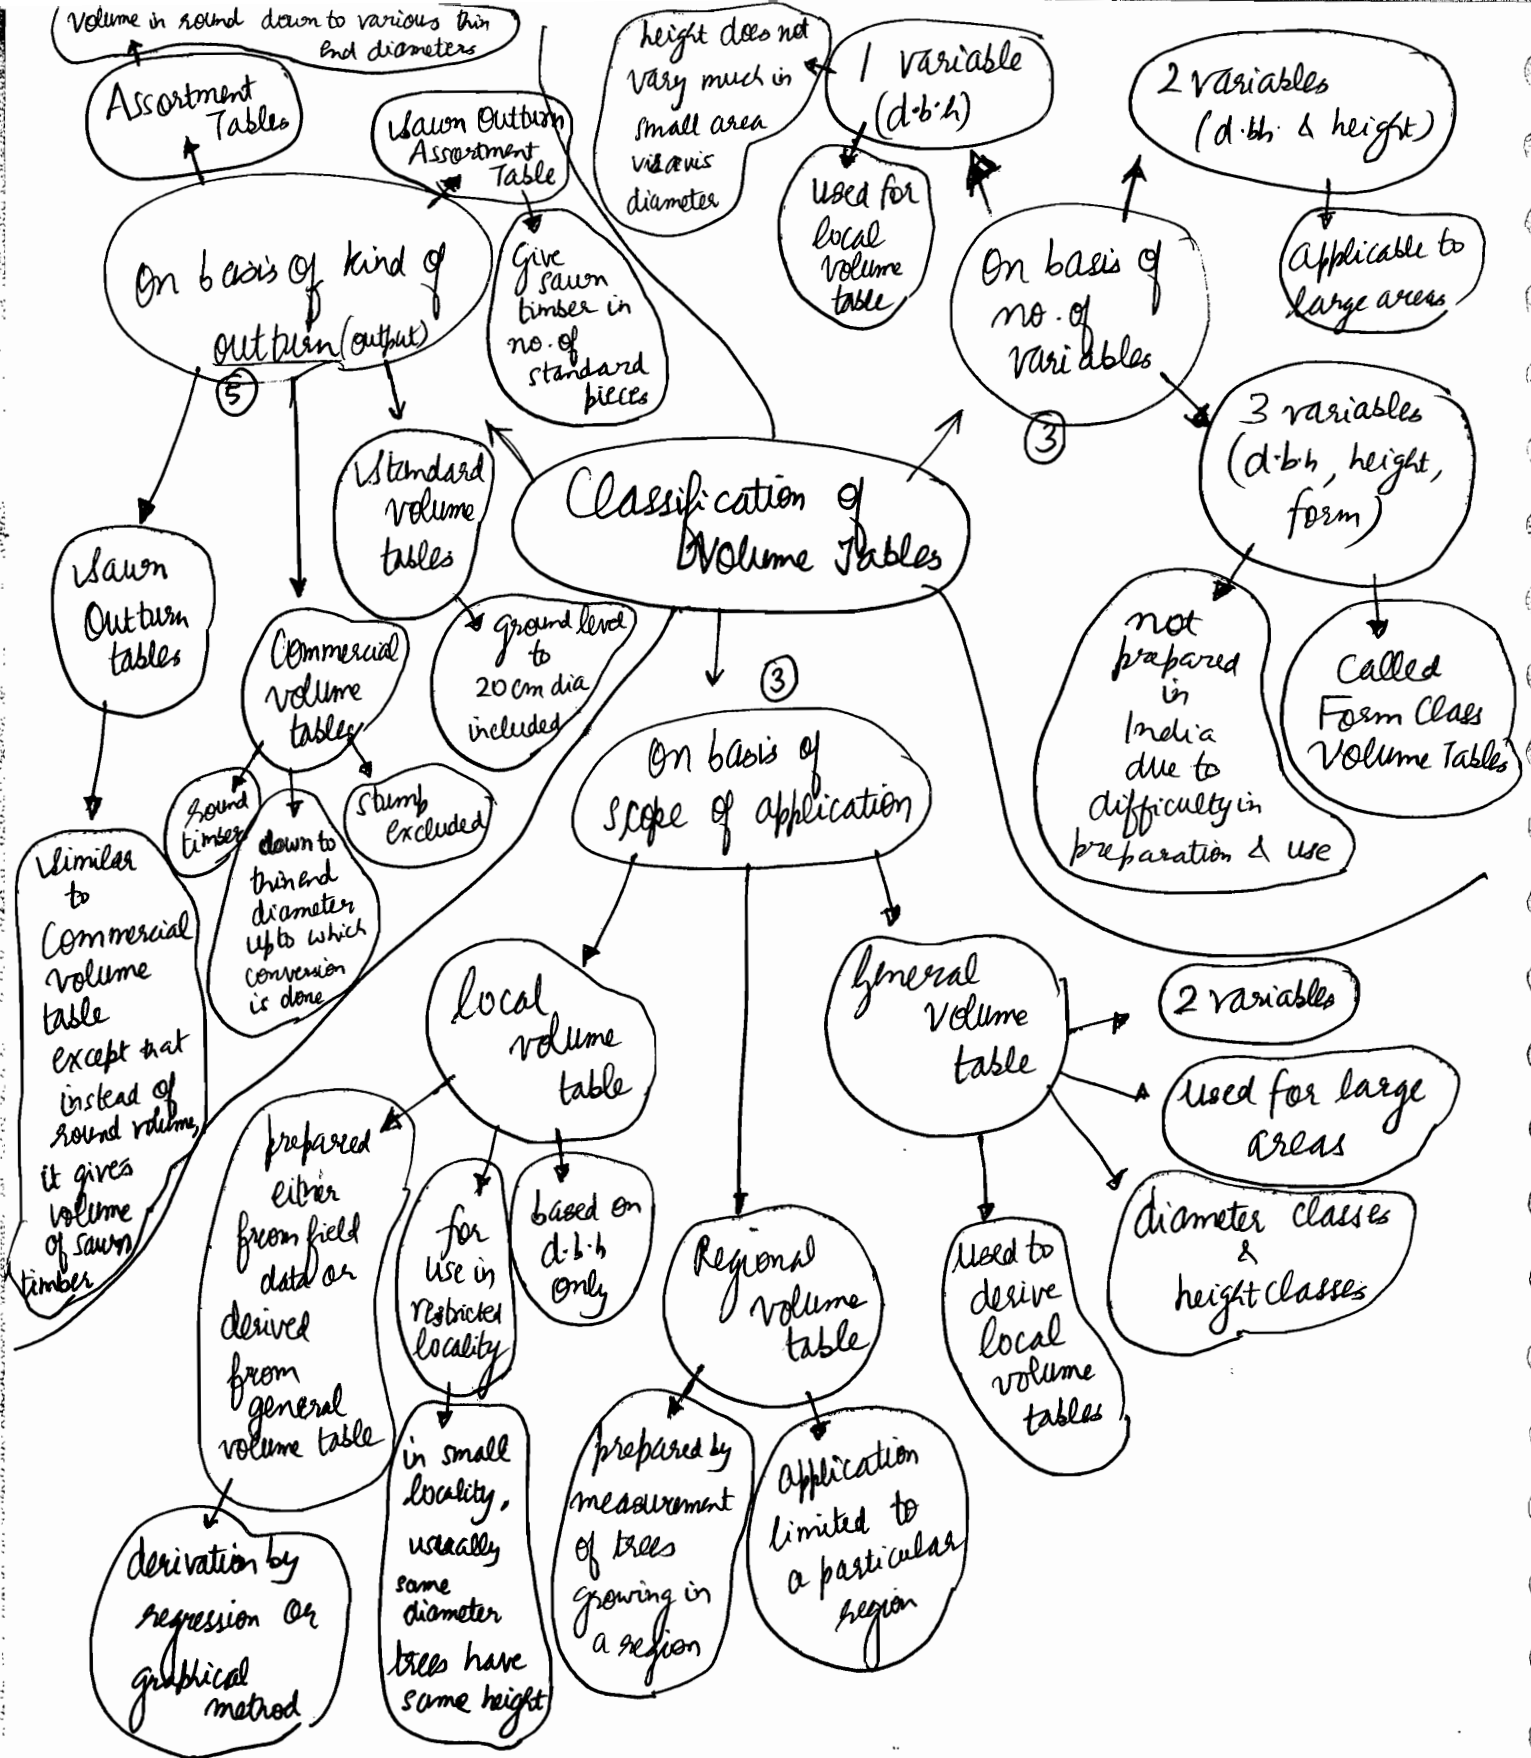 Volume in round down to various thin
end diameters
Assortment
Tables
Sawn Outturn
Assortment
Table
Give
sawn
timber in
no. of
standard
pieces
On basis of kind of
outturn (output)
5
Standard
volume
tables
ground level
to
20 cm dia
included
Commercial
volume
tables
round
timber
down to
thin end
diameter
upto which
conversion
is done
stump
excluded
Sawn
Outturn
tables
Similar
to
Commercial
volume
table
except that
instead of
round volume,
it gives
volume
of sawn
timber
Classification of
Volume Tables
height does not
vary much in
small area
visavis
diameter
1 variable
(d.b.h)
used for
local
volume
table
2 variables
(d.bh. & height)
applicable to
large areas
On basis of
no. of
variables
3
3 variables
(d.b.h, height,
form)
not
prepared
in
India
due to
difficulty in
preparation & use
Called
Form Class
Volume Tables
3
On basis of
scope of application
local
volume
table
prepared
either
from field
data or
derived
from
general
volume table
derivation by
regression or
graphical
method
for
use in
restricted
locality
in small
locality,
usually
same
diameter
trees have
same height
based on
d.b.h
only
Regional
volume
table
prepared by
measurement
of trees
growing in
a region
application
limited to
a particular
region
General
Volume
table
2 variables
used for large
areas
diameter classes
&
height classes
used to
derive
local
volume
tables